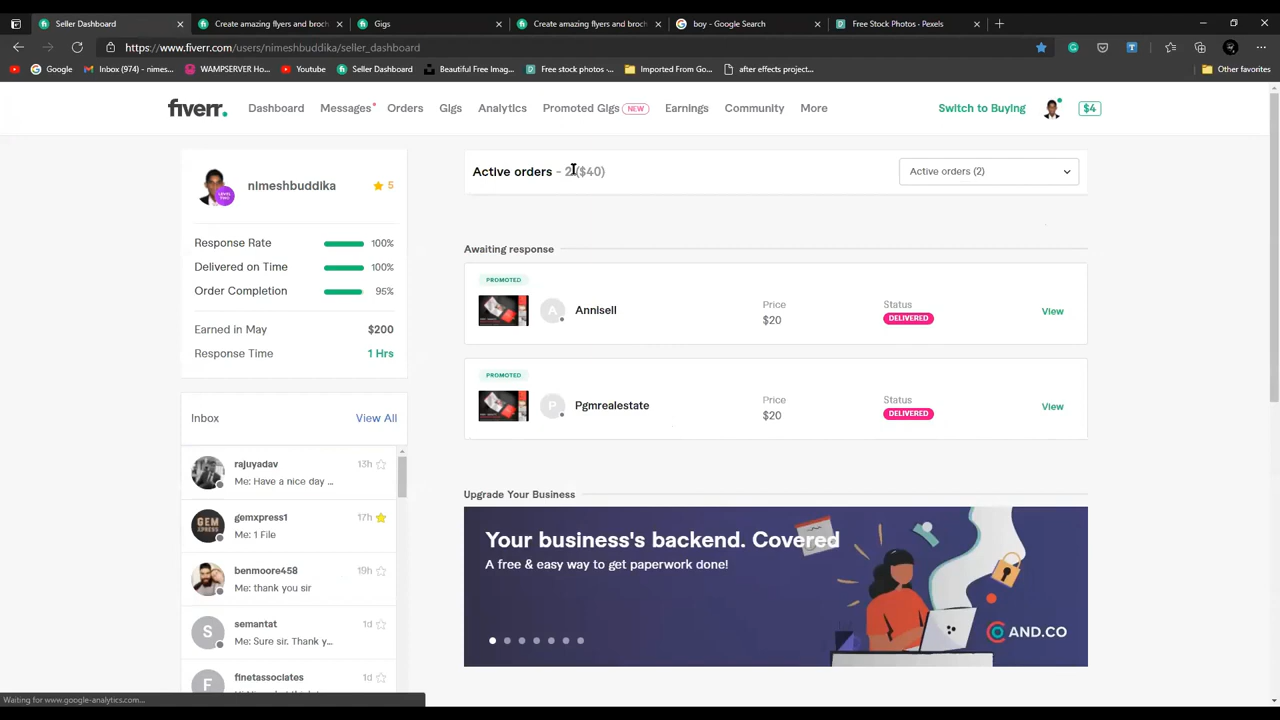 Seller Dashboard
Create amazing flyers and broch
Gigs
Create amazing flyers and broch
boy - Google Search
Free Stock Photos · Pexels
https://www.fiverr.com/users/nimeshbuddika/seller_dashboard
Google
Inbox (974) - nimes...
WAMPSERVER Ho...
Youtube
Seller Dashboard
Beautiful Free Imag...
Free stock photos ·...
Imported From Go...
after effects project...
Other favorites
fiverr.
Dashboard
Messages
Orders
Gigs
Analytics
Promoted Gigs NEW
Earnings
Community
More
Switch to Buying
$4
nimeshbuddika
5
LEVEL TWO
Response Rate 100%
Delivered on Time 100%
Order Completion 95%
Earned in May $200
Response Time 1 Hrs
Inbox View All
rajuyadav 13h
Me: Have a nice day ...
GEM XPRESS
gemxpress1 17h
Me: 1 File
benmoore458 19h
Me: thank you sir
S
semantat 1d
Me: Sure sir. Thank y...
F
finetassociates 1d
Active orders - 2 ($40)
Active orders (2)
Awaiting response
PROMOTED
A Annisell
Price
$20
Status
DELIVERED
View
PROMOTED
P Pgmrealestate
Price
$20
Status
DELIVERED
View
Upgrade Your Business
Your business's backend. Covered
A free & easy way to get paperwork done!
AND.CO
Waiting for www.google-analytics.com...